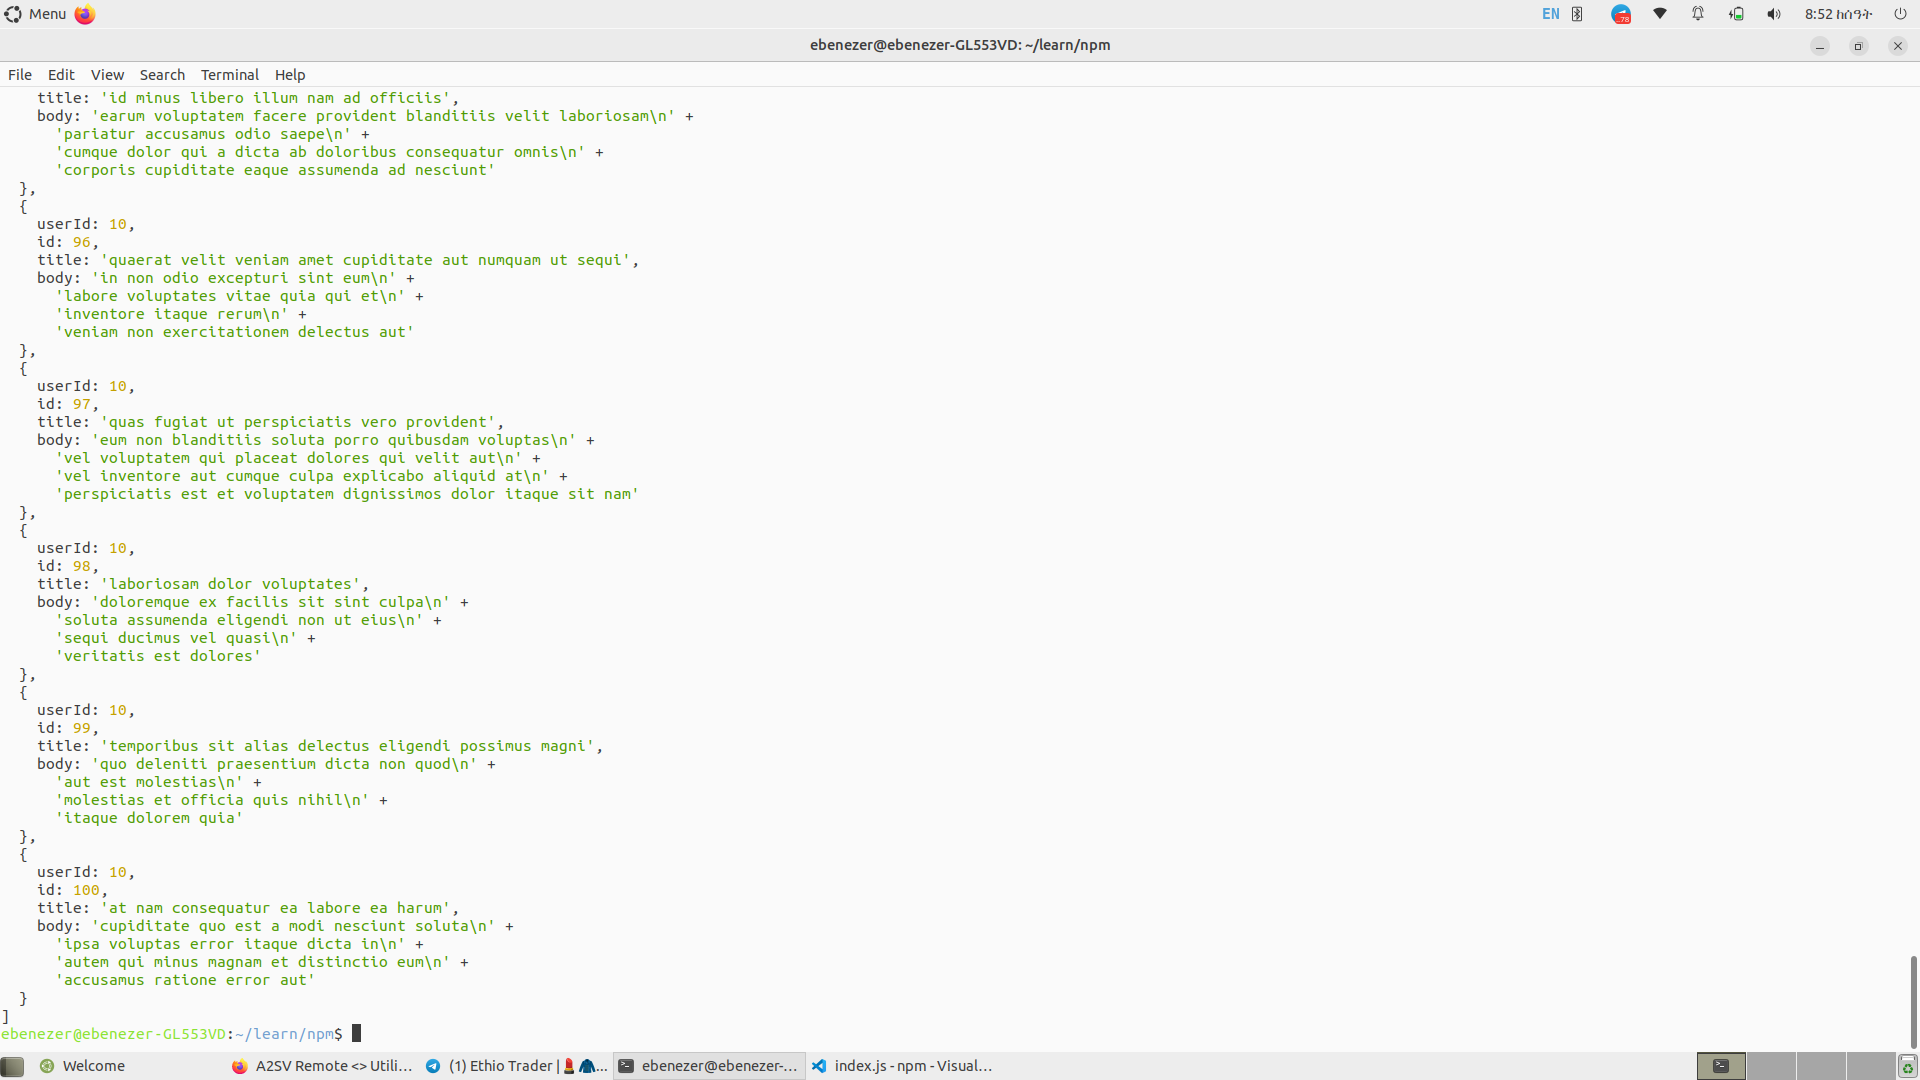 Menu
EN
78
8:52 ከሰዓት
ebenezer@ebenezer-GL553VD: ~/learn/npm
File Edit View Search Terminal Help
    title: 'id minus libero illum nam ad officiis',
    body: 'earum voluptatem facere provident blanditiis velit laboriosam\n' +
      'pariatur accusamus odio saepe\n' +
      'cumque dolor qui a dicta ab doloribus consequatur omnis\n' +
      'corporis cupiditate eaque assumenda ad nesciunt'
  },
  {
    userId: 10,
    id: 96,
    title: 'quaerat velit veniam amet cupiditate aut numquam ut sequi',
    body: 'in non odio excepturi sint eum\n' +
      'labore voluptates vitae quia qui et\n' +
      'inventore itaque rerum\n' +
      'veniam non exercitationem delectus aut'
  },
  {
    userId: 10,
    id: 97,
    title: 'quas fugiat ut perspiciatis vero provident',
    body: 'eum non blanditiis soluta porro quibusdam voluptas\n' +
      'vel voluptatem qui placeat dolores qui velit aut\n' +
      'vel inventore aut cumque culpa explicabo aliquid at\n' +
      'perspiciatis est et voluptatem dignissimos dolor itaque sit nam'
  },
  {
    userId: 10,
    id: 98,
    title: 'laboriosam dolor voluptates',
    body: 'doloremque ex facilis sit sint culpa\n' +
      'soluta assumenda eligendi non ut eius\n' +
      'sequi ducimus vel quasi\n' +
      'veritatis est dolores'
  },
  {
    userId: 10,
    id: 99,
    title: 'temporibus sit alias delectus eligendi possimus magni',
    body: 'quo deleniti praesentium dicta non quod\n' +
      'aut est molestias\n' +
      'molestias et officia quis nihil\n' +
      'itaque dolorem quia'
  },
  {
    userId: 10,
    id: 100,
    title: 'at nam consequatur ea labore ea harum',
    body: 'cupiditate quo est a modi nesciunt soluta\n' +
      'ipsa voluptas error itaque dicta in\n' +
      'autem qui minus magnam et distinctio eum\n' +
      'accusamus ratione error aut'
  }
]
ebenezer@ebenezer-GL553VD:~/learn/npm$
Welcome
A2SV Remote <> Utili...
(1) Ethio Trader | 💄🧥...
ebenezer@ebenezer-...
index.js - npm - Visual...